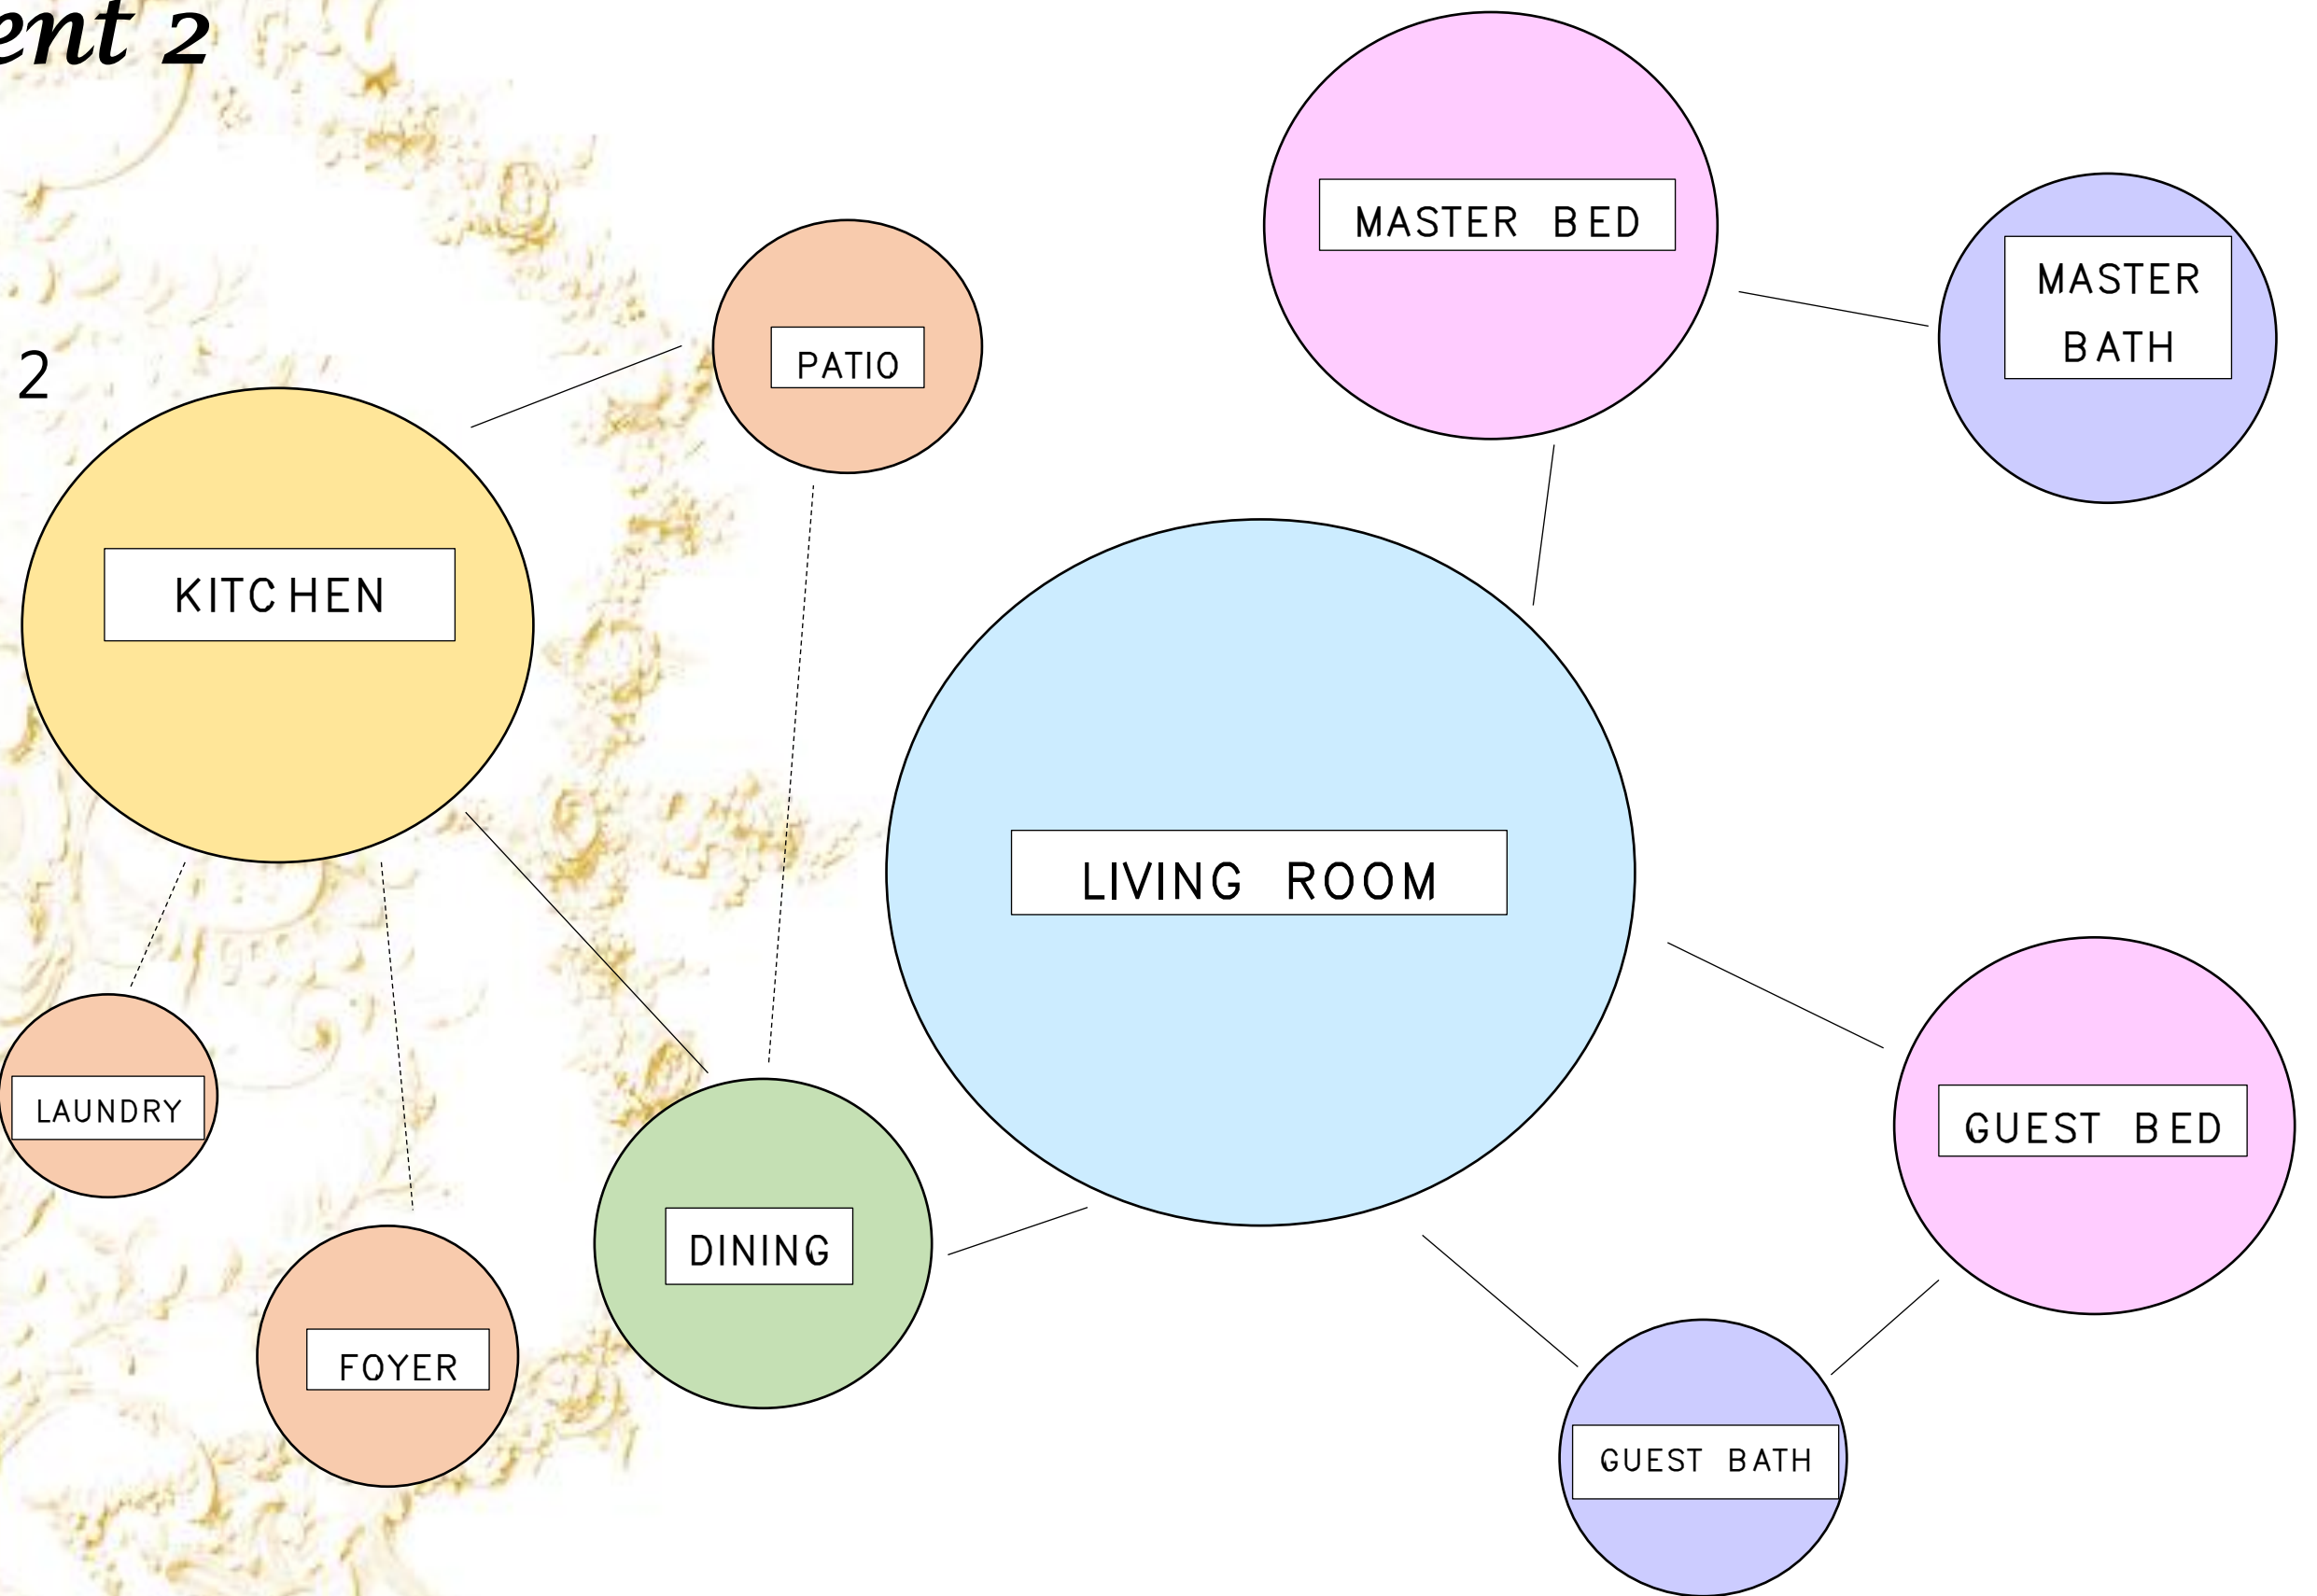 ent 2
2
MASTER BED
MASTER
BATH
PATIO
KITCHEN
LIVING ROOM
LAUNDRY
GUEST BED
DINING
FOYER
GUEST BATH